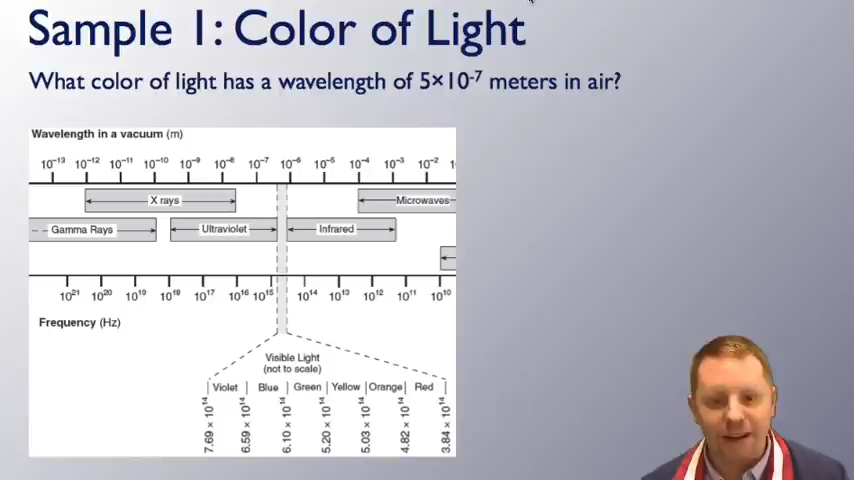 Sample 1: Color of Light
What color of light has a wavelength of 5×10⁻⁷ meters in air?
Wavelength in a vacuum (m)
10⁻¹³ 10⁻¹² 10⁻¹¹ 10⁻¹⁰ 10⁻⁹ 10⁻⁸ 10⁻⁷ 10⁻⁶ 10⁻⁵ 10⁻⁴ 10⁻³ 10⁻²
X rays Microwaves
Gamma Rays Ultraviolet Infrared
10²¹ 10²⁰ 10¹⁹ 10¹⁸ 10¹⁷ 10¹⁶ 10¹⁵ 10¹⁴ 10¹³ 10¹² 10¹¹ 10¹⁰
Frequency (Hz)
Visible Light
(not to scale)
Violet Blue Green Yellow Orange Red
7.69 × 10¹⁴ 6.59 × 10¹⁴ 6.10 × 10¹⁴ 5.20 × 10¹⁴ 5.03 × 10¹⁴ 4.82 × 10¹⁴ 3.84 × 10¹⁴